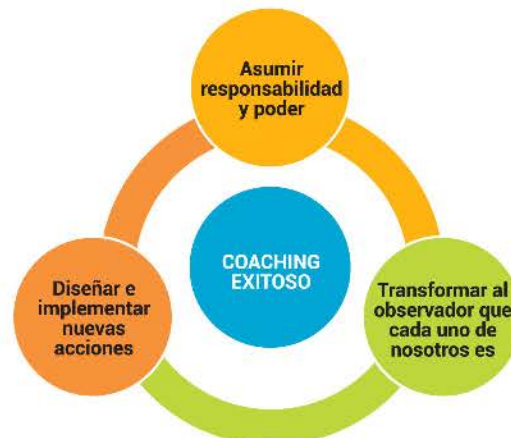 Asumir
responsabilidad
y poder
COACHING
EXITOSO
Diseñar e
implementar
nuevas
acciones
Transformar al
observador que
cada uno de
nosotros es